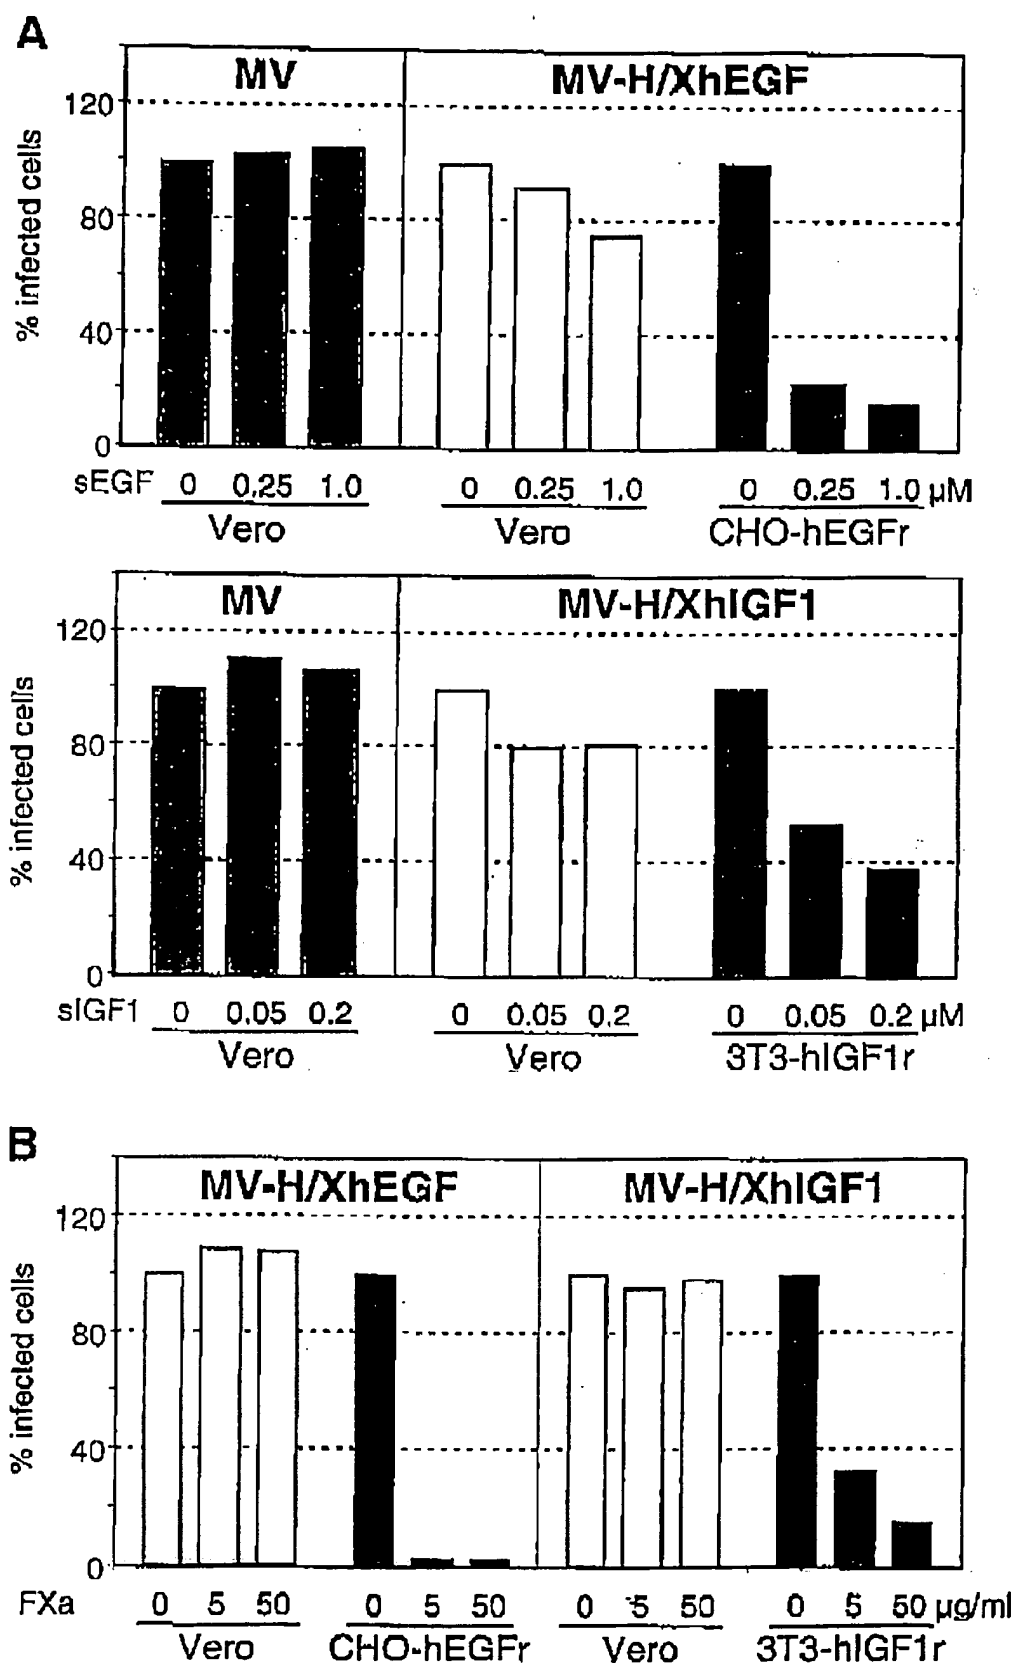 A
MV MV-H/XhEGF
120
80
40
0
% infected cells
sEGF 0 0.25 1.0 0 0.25 1.0 0 0.25 1.0 µM
Vero Vero CHO-hEGFr
MV MV-H/XhIGF1
120
80
40
0
% infected cells
sIGF1 0 0.05 0.2 0 0.05 0.2 0 0.05 0.2 µM
Vero Vero 3T3-hIGF1r
B
MV-H/XhEGF MV-H/XhIGF1
120
80
40
0
% infected cells
FXa 0 5 50 0 5 50 0 5 50 0 5 50 µg/ml
Vero CHO-hEGFr Vero 3T3-hIGF1r